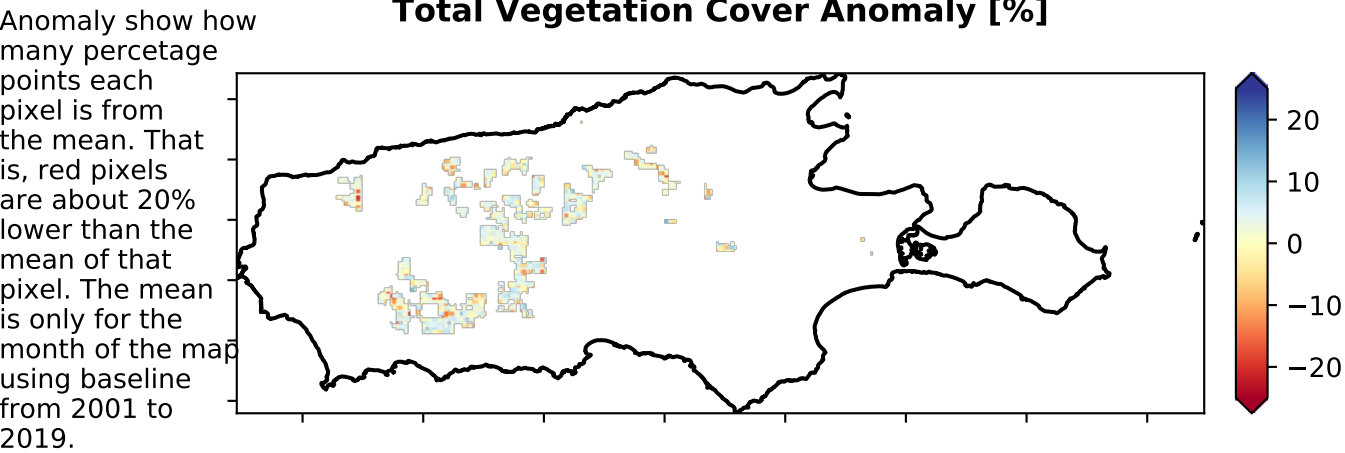 Total Vegetation Cover Anomaly [%]
Anomaly show how
many percetage
points each
pixel is from
the mean. That
is, red pixels
are about 20%
lower than the
mean of that
pixel. The mean
is only for the
month of the map
using baseline
from 2001 to
2019.
20
10
0
−10
−20